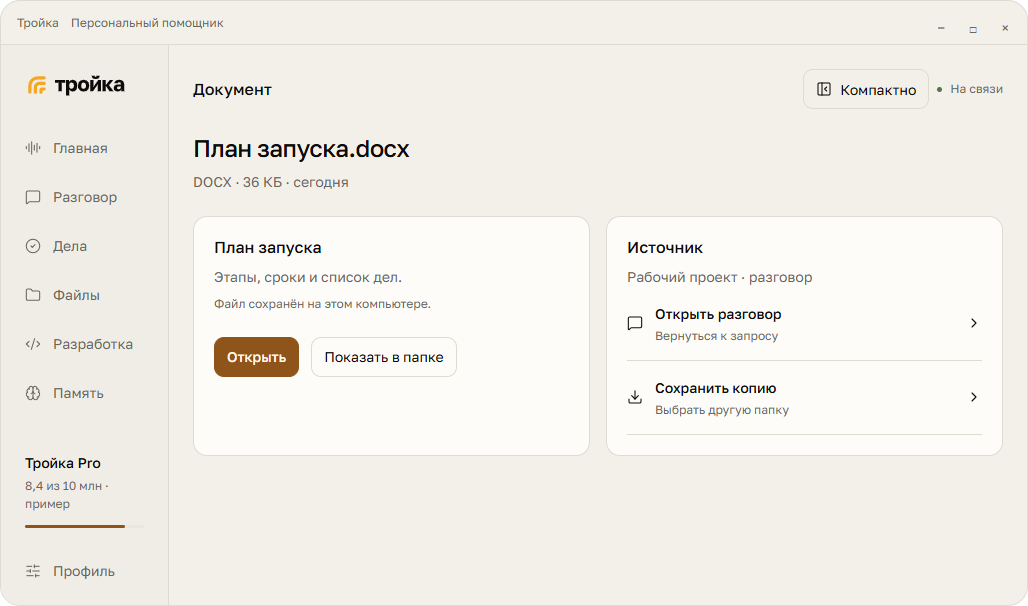 Тройка Персональный помощник
тройка
Главная
Разговор
Дела
Файлы
Разработка
Память
Тройка Pro
8,4 из 10 млн ·
пример
Профиль
Документ
Компактно
На связи
План запуска.docx
DOCX · 36 КБ · сегодня
План запуска
Этапы, сроки и список дел.
Файл сохранён на этом компьютере.
Открыть
Показать в папке
Источник
Рабочий проект · разговор
Открыть разговор
Вернуться к запросу
Сохранить копию
Выбрать другую папку